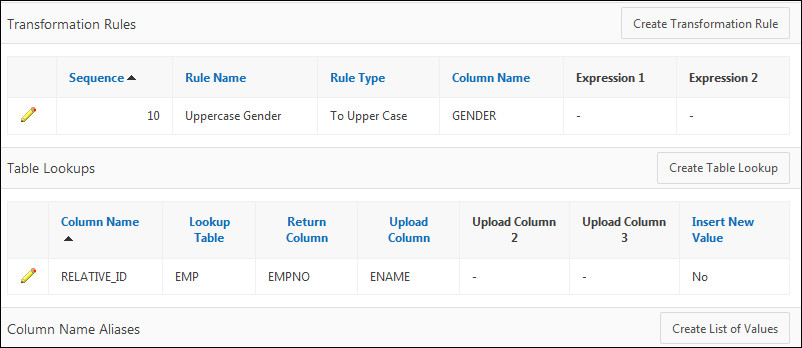 Transformation Rules Create Transformation Rule
Sequence Rule Name Rule Type Column Name Expression 1 Expression 2
10 Uppercase Gender To Upper Case GENDER - -
Table Lookups Create Table Lookup
Column Name Lookup Table Return Column Upload Column Upload Column 2 Upload Column 3 Insert New Value
RELATIVE_ID EMP EMPNO ENAME - - No
Column Name Aliases Create List of Values